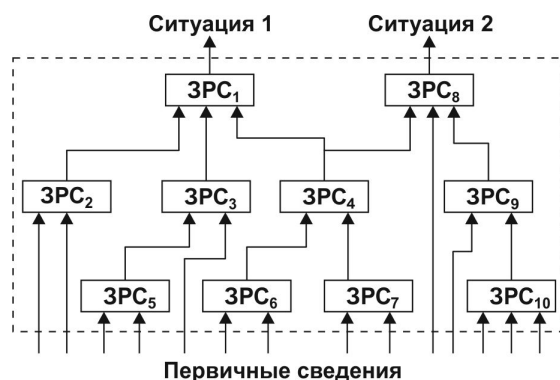 Ситуация 1 Ситуация 2
ЗРС₁ ЗРС₈
ЗРС₂ ЗРС₃ ЗРС₄ ЗРС₉
ЗРС₅ ЗРС₆ ЗРС₇ ЗРС₁₀
Первичные сведения